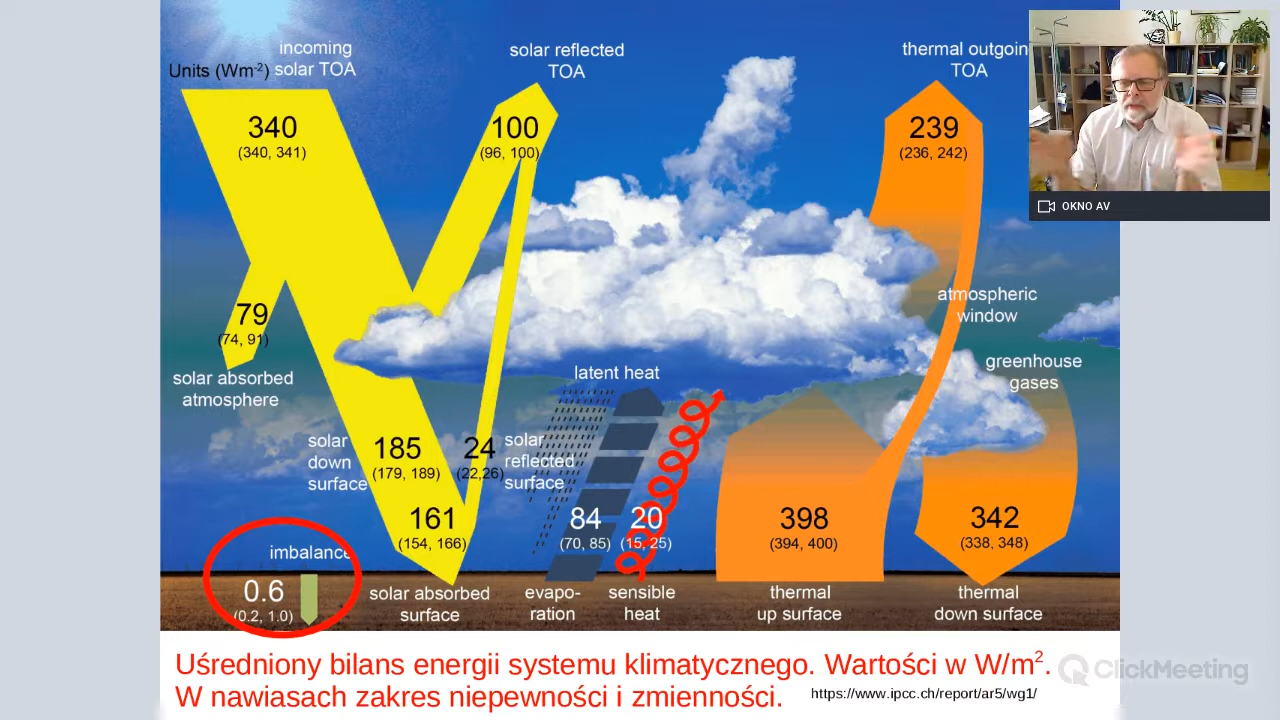 incoming
solar TOA
Units (Wm-2)
solar reflected
TOA
thermal outgoin
TOA
340
(340, 341)
100
(96, 100)
239
(236, 242)
OKNO AV
79
(74, 91)
solar absorbed
atmosphere
atmospheric
window
greenhouse
gases
latent heat
solar
down
surface
185
(179, 189)
24
(22,26)
solar
reflected
surface
161
(154, 166)
84
(70, 85)
20
(15, 25)
398
(394, 400)
342
(338, 348)
imbalance
0.6
(0.2, 1.0)
solar absorbed
surface
evapo-
ration
sensible
heat
thermal
up surface
thermal
down surface
Uśredniony bilans energii systemu klimatycznego. Wartości w W/m2.
W nawiasach zakres niepewności i zmienności.
https://www.ipcc.ch/report/ar5/wg1/
ClickMeeting